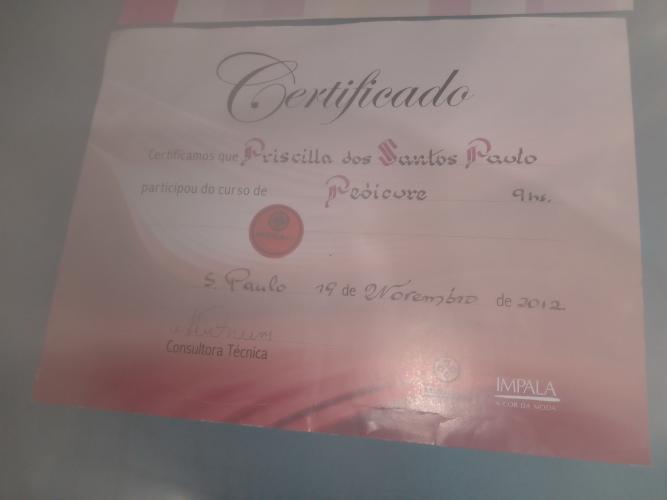 Certificado
Certificamos que Priscilla dos Santos Paulo
participou do curso de Pedicure 9hs.
S. Paulo 19 de Novembro de 2012
Consultora Técnica
IMPALA
A COR DA MODA